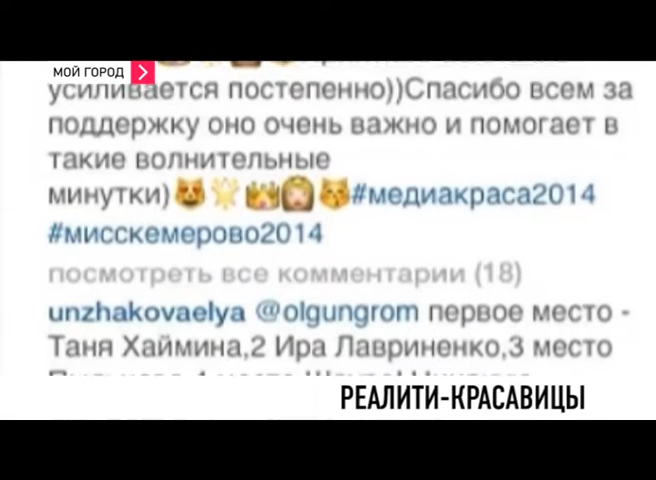 МОЙ ГОРОД
усиливается постепенно))Спасибо всем за
поддержку оно очень важно и помогает в
такие волнительные
минутки)😻🌟👑👸😽#медиакраса2014
#мисскемерово2014
посмотреть все комментарии (18)
unzhakovaelya @olgungrom первое место -
Таня Хаймина,2 Ира Лавриненко,3 место
РЕАЛИТИ-КРАСАВИЦЫ